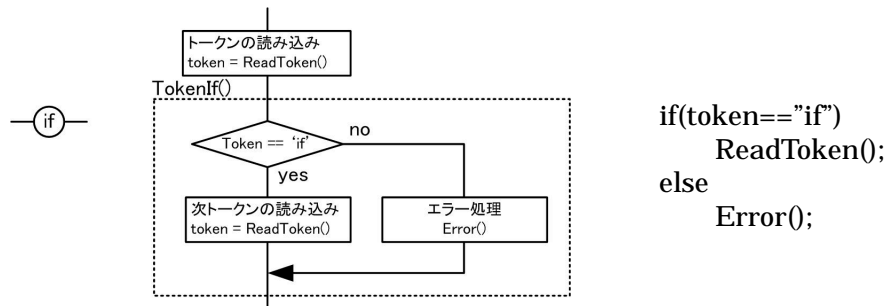 if
トークンの読み込み
token = ReadToken()
TokenIf()
Token == ‘if’
no
yes
次トークンの読み込み
token = ReadToken()
エラー処理
Error()
if(token==”if”)
ReadToken();
else
Error();